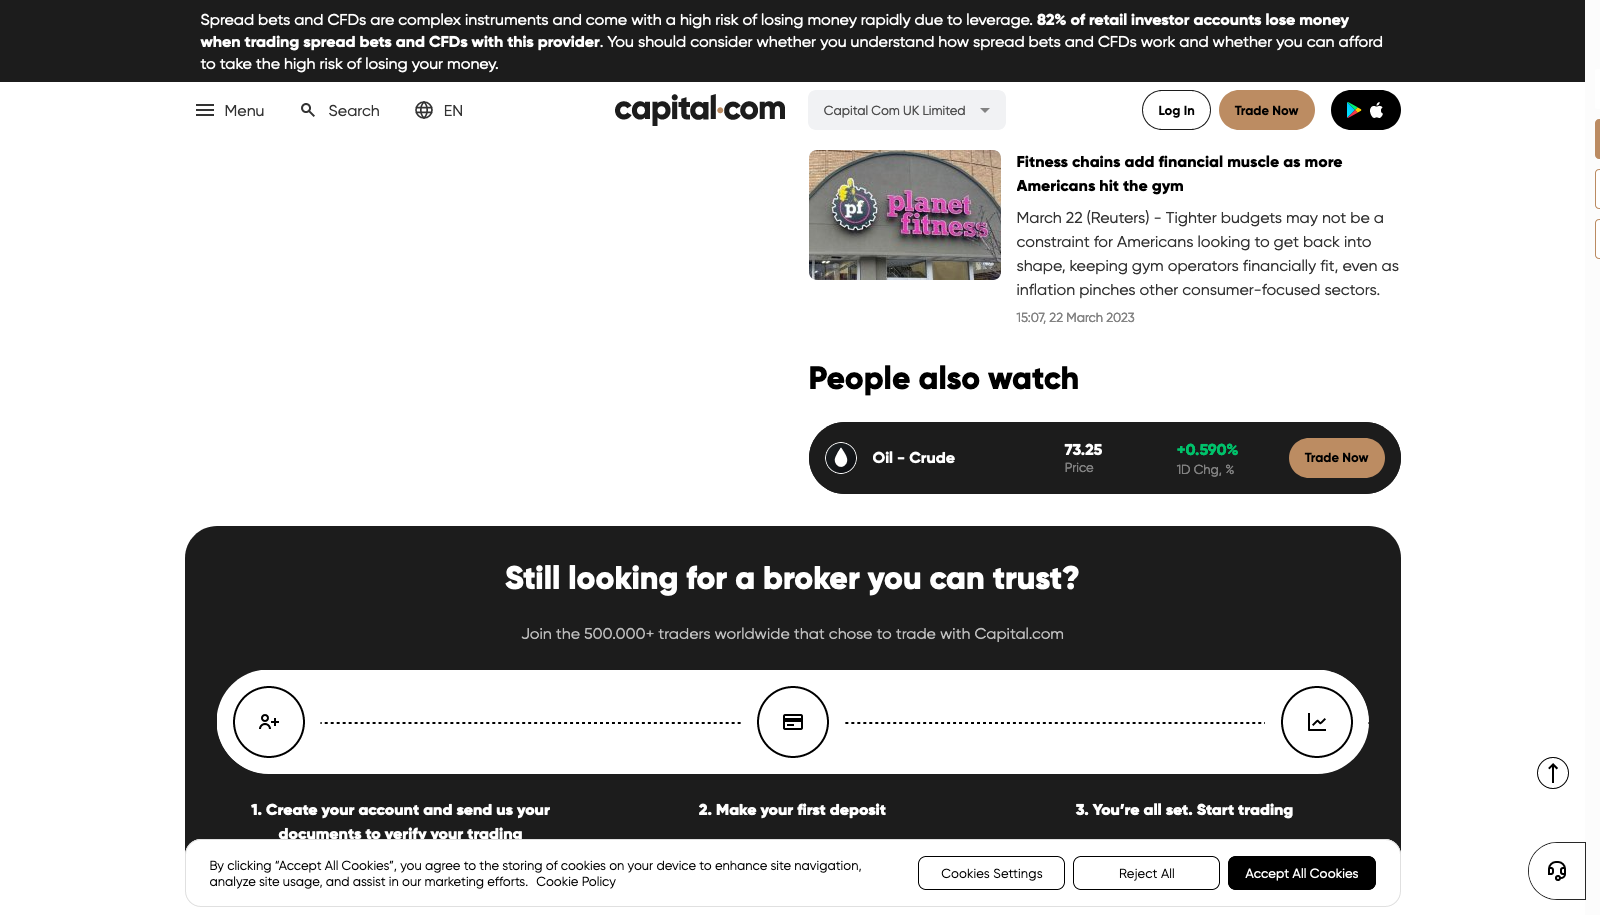 Spread bets and CFDs are complex instruments and come with a high risk of losing money rapidly due to leverage. 82% of retail investor accounts lose money
when trading spread bets and CFDs with this provider. You should consider whether you understand how spread bets and CFDs work and whether you can afford
to take the high risk of losing your money.
Menu
Search
EN
capital.com
Capital Com UK Limited
Log In
Trade Now
pf
planet
fitness
Fitness chains add financial muscle as more
Americans hit the gym
March 22 (Reuters) - Tighter budgets may not be a
constraint for Americans looking to get back into
shape, keeping gym operators financially fit, even as
inflation pinches other consumer-focused sectors.
15:07, 22 March 2023
People also watch
Oil - Crude
73.25
Price
+0.590%
1D Chg, %
Trade Now
Still looking for a broker you can trust?
Join the 500.000+ traders worldwide that chose to trade with Capital.com
1. Create your account and send us your
documents to verify your trading
2. Make your first deposit
3. You're all set. Start trading
By clicking “Accept All Cookies”, you agree to the storing of cookies on your device to enhance site navigation,
analyze site usage, and assist in our marketing efforts. Cookie Policy
Cookies Settings
Reject All
Accept All Cookies